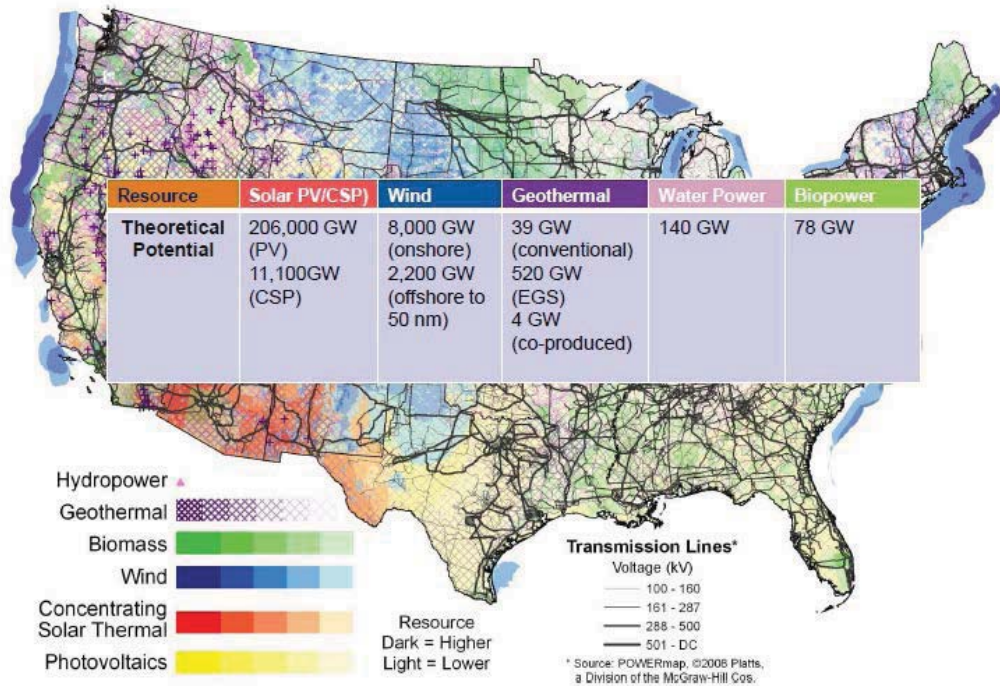 Resource Solar PV/CSP) Wind Geothermal Water Power Biopower
Theoretical
Potential
206,000 GW
(PV)
11,100GW
(CSP)
8,000 GW
(onshore)
2,200 GW
(offshore to
50 nm)
39 GW
(conventional)
520 GW
(EGS)
4 GW
(co-produced)
140 GW
78 GW
Hydropower
Geothermal
Biomass
Wind
Concentrating
Solar Thermal
Photovoltaics
Resource
Dark = Higher
Light = Lower
Transmission Lines*
Voltage (kV)
100 - 160
161 - 287
288 - 500
501 - DC
* Source: POWERmap, ©2008 Platts,
a Division of the McGraw-Hill Cos.